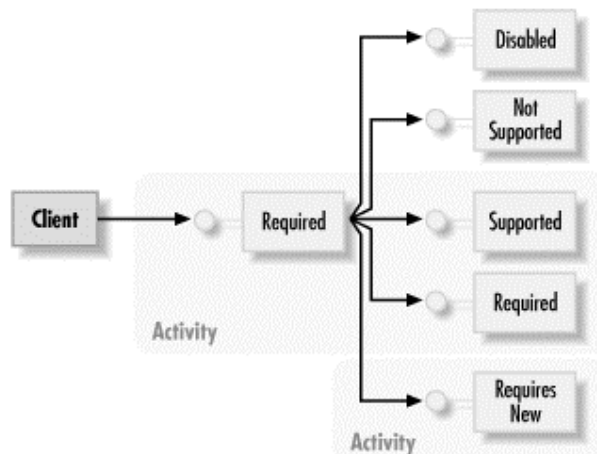 Disabled
Not
Supported
Client
Required
Supported
Required
Activity
Requires
New
Activity